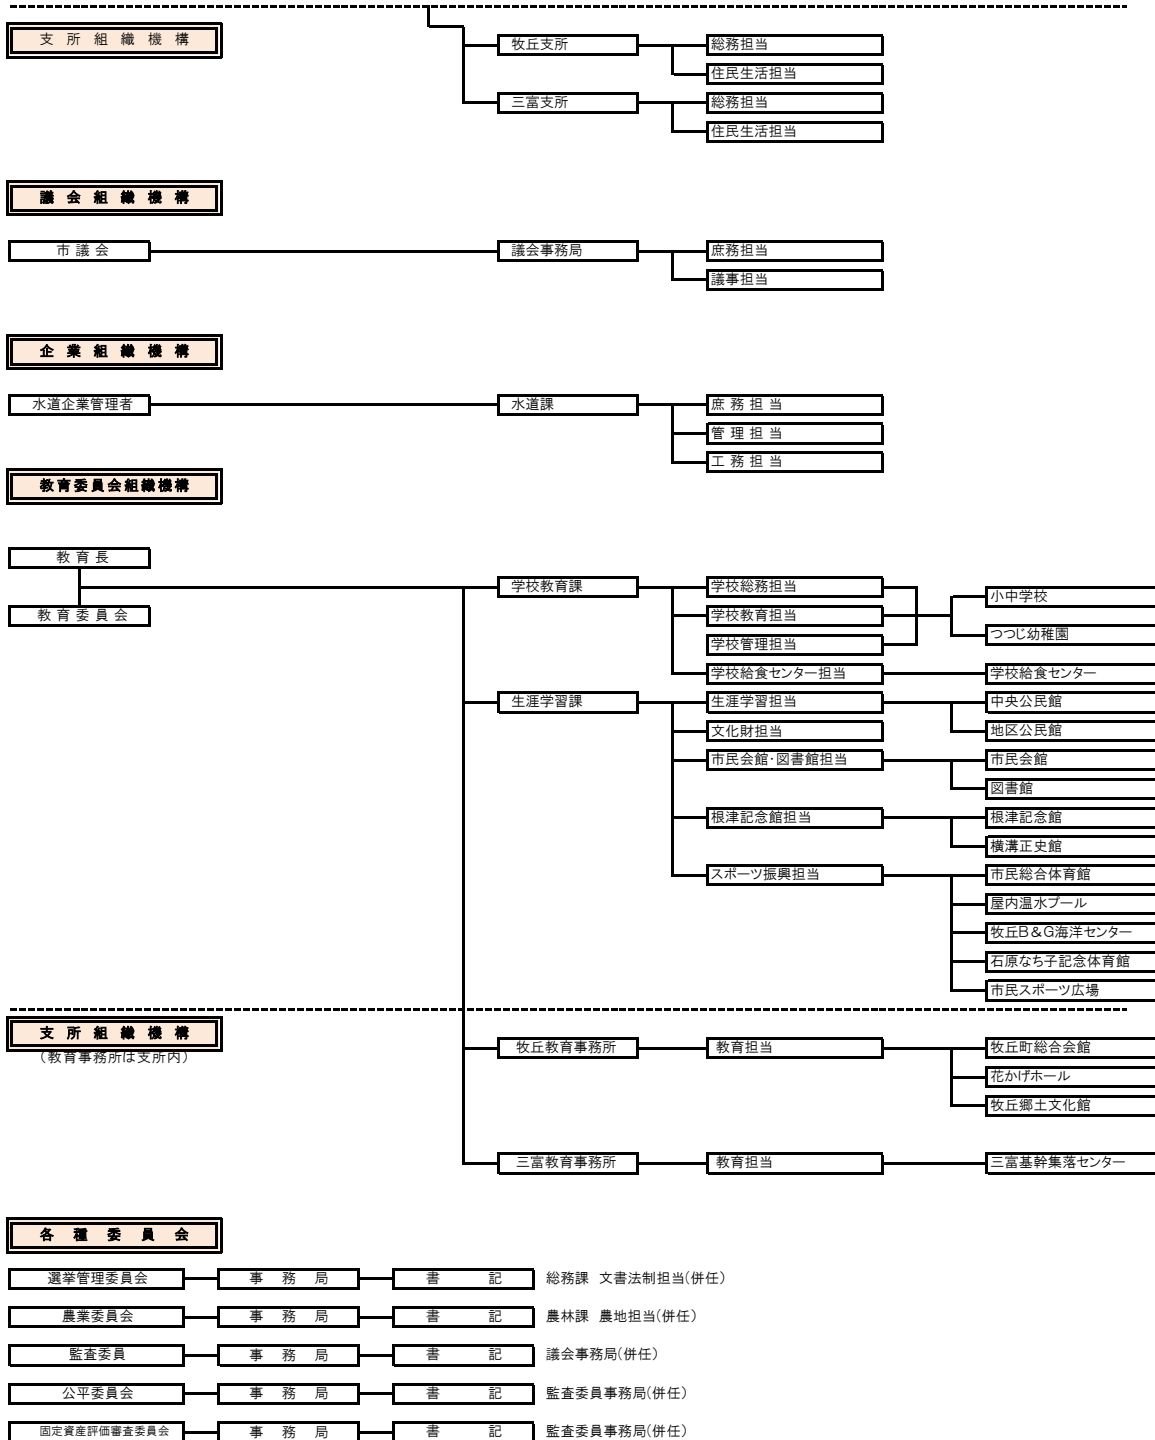 支所組織機構
牧丘支所 総務担当
住民生活担当
三富支所 総務担当
住民生活担当
議会組織機構
市議会 議会事務局 庶務担当
議事担当
企業組織機構
水道企業管理者 水道課 庶務担当
管理担当
工務担当
教育委員会組織機構
教育長
学校教育課 学校総務担当
小中学校
教育委員会 学校教育担当
つつじ幼稚園
学校管理担当
学校給食センター担当 学校給食センター
生涯学習課 生涯学習担当 中央公民館
文化財担当 地区公民館
市民会館・図書館担当 市民会館
図書館
根津記念館担当 根津記念館
横溝正史館
スポーツ振興担当 市民総合体育館
屋内温水プール
牧丘B&G海洋センター
石原なち子記念体育館
市民スポーツ広場
支所組織機構
(教育事務所は支所内)
牧丘教育事務所 教育担当 牧丘町総合会館
花かげホール
牧丘郷土文化館
三富教育事務所 教育担当 三富基幹集落センター
各種委員会
選挙管理委員会 事務局 書記 総務課 文書法制担当(併任)
農業委員会 事務局 書記 農林課 農地担当(併任)
監査委員 事務局 書記 議会事務局(併任)
公平委員会 事務局 書記 監査委員事務局(併任)
固定資産評価審査委員会 事務局 書記 監査委員事務局(併任)